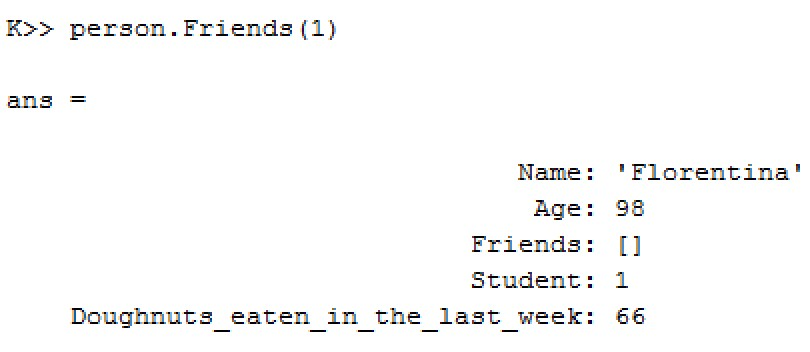 K>> person.Friends(1)
ans =
Name: 'Florentina'
Age: 98
Friends: []
Student: 1
Doughnuts_eaten_in_the_last_week: 66